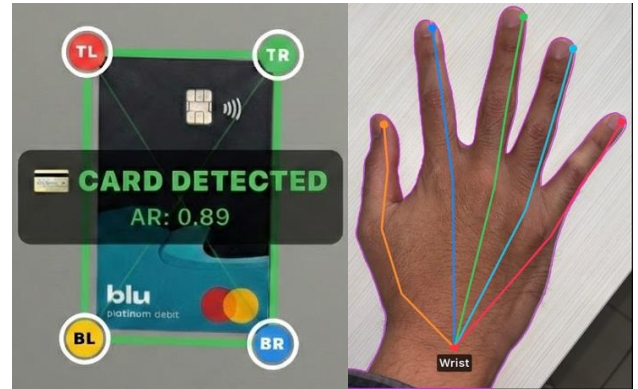 TL
TR
CARD DETECTED
AR: 0.89
blu
platinum debit
BL
BR
Wrist